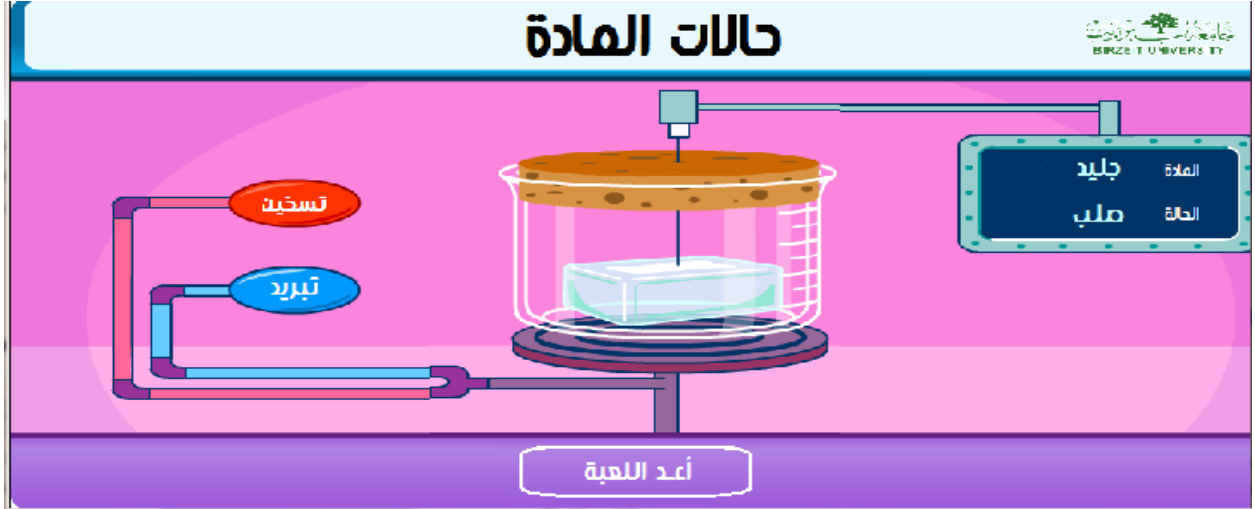 حالات المادة
BIRZEIT UNIVERSITY
المادة جليد
الحالة صلب
تسخين
تبريد
أعد اللعبة